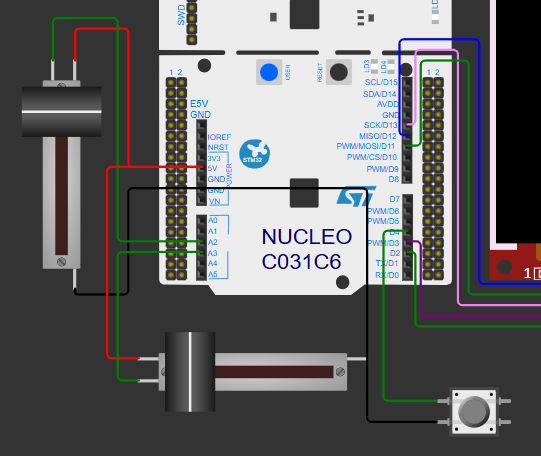 SWD
LD
USER
RESET
LD3
LD4
1 2
1 2
E5V
GND
IOREF
NRST
3V3
5V
GND
GND
VN
POWER
A0
A1
A2
A3
A4
A5
STM32
SCL/D15
SDA/D14
AVDD
GND
SCK/D13
MISO/D12
PWM/MOSI/D11
PWM/CS/D10
PWM/D9
D8
D7
PWM/D6
PWM/D5
D4
PWM/D3
D2
TX/D1
RX/D0
NUCLEO
C031C6
1